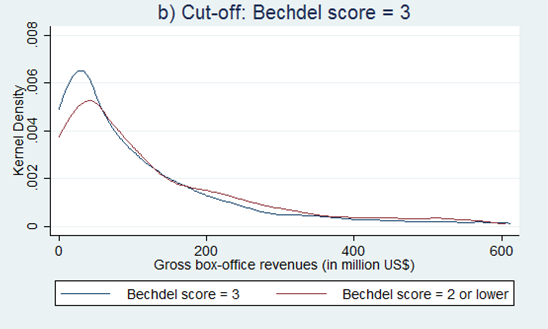 b) Cut-off: Bechdel score = 3
Kernel Density
.008
.006
.004
.002
0
0 200 400 600
Gross box-office revenues (in million US$)
Bechdel score = 3 Bechdel score = 2 or lower